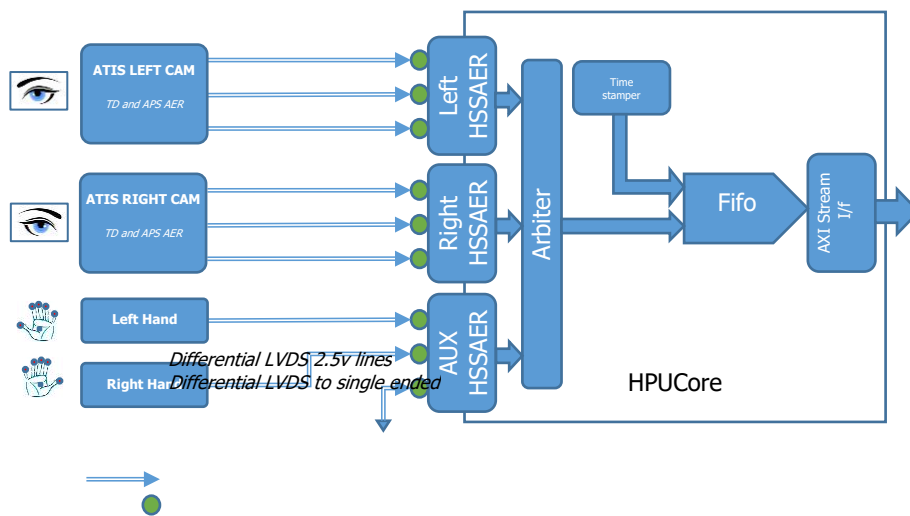 ATIS LEFT CAM
TD and APS AER
Left
HSSAER
Time
stamper
ATIS RIGHT CAM
TD and APS AER
Right
HSSAER
Arbiter
Fifo
AXI Stream
I/f
Left Hand
AUX
HSSAER
Right Hand
Differential LVDS 2.5v lines
Differential LVDS to single ended
HPUCore